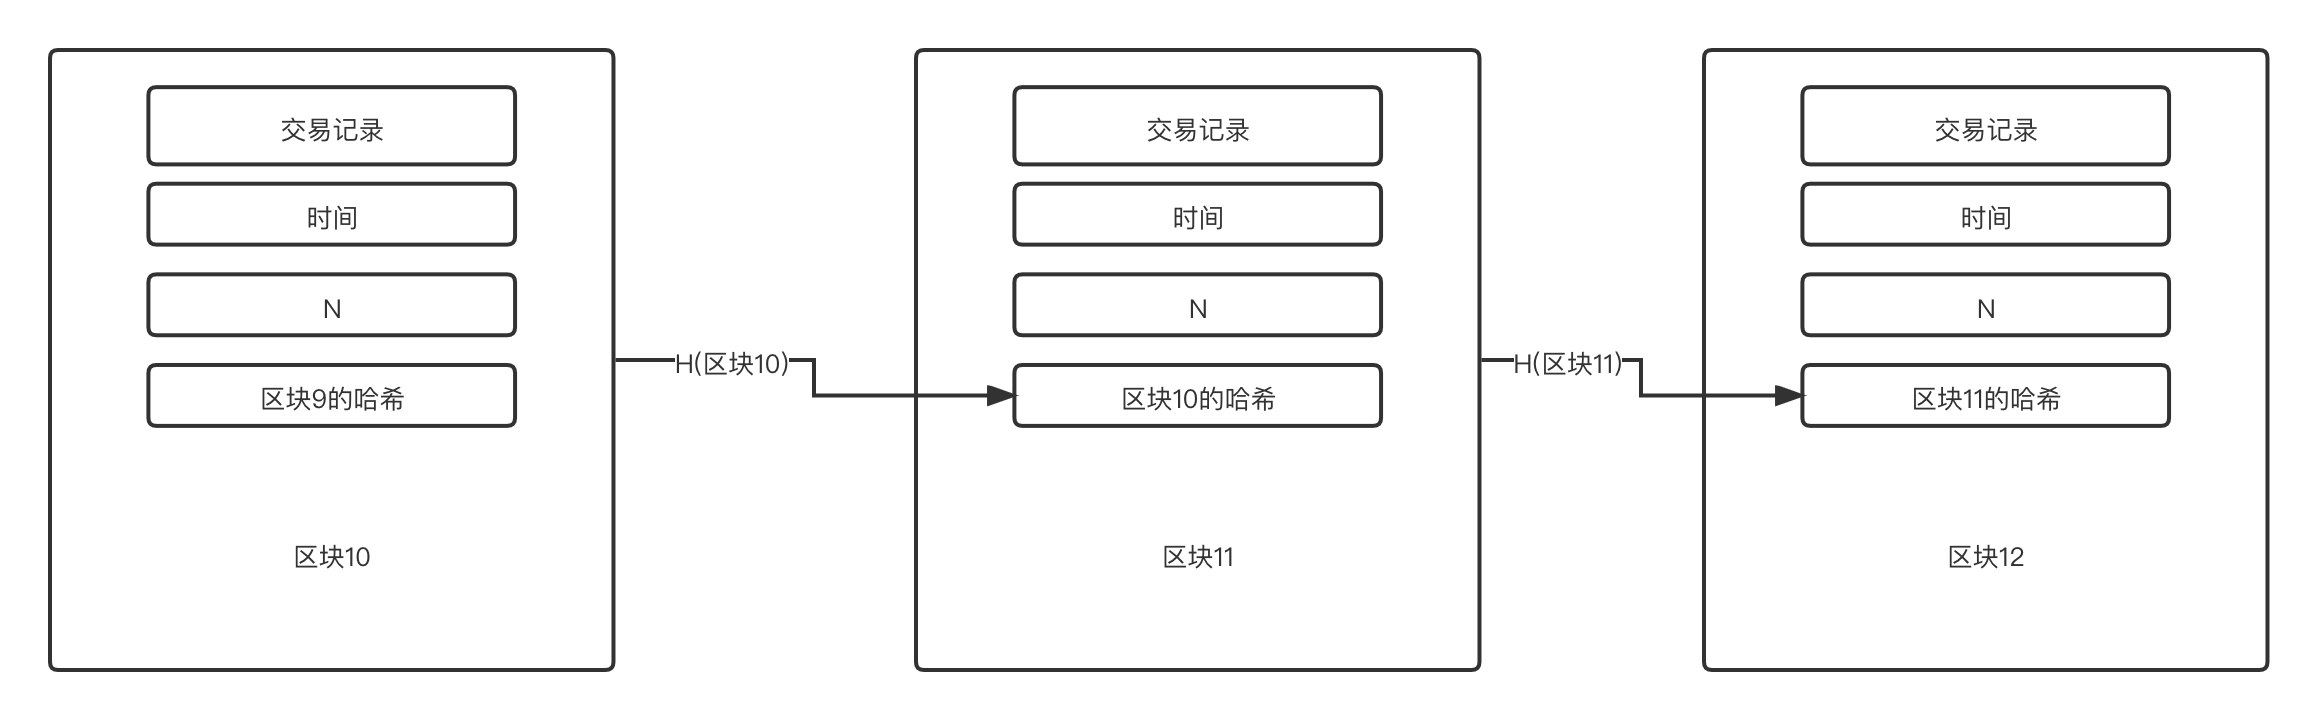 交易记录
时间
N
区块9的哈希
区块10
H(区块10)
交易记录
时间
N
区块10的哈希
区块11
H(区块11)
交易记录
时间
N
区块11的哈希
区块12